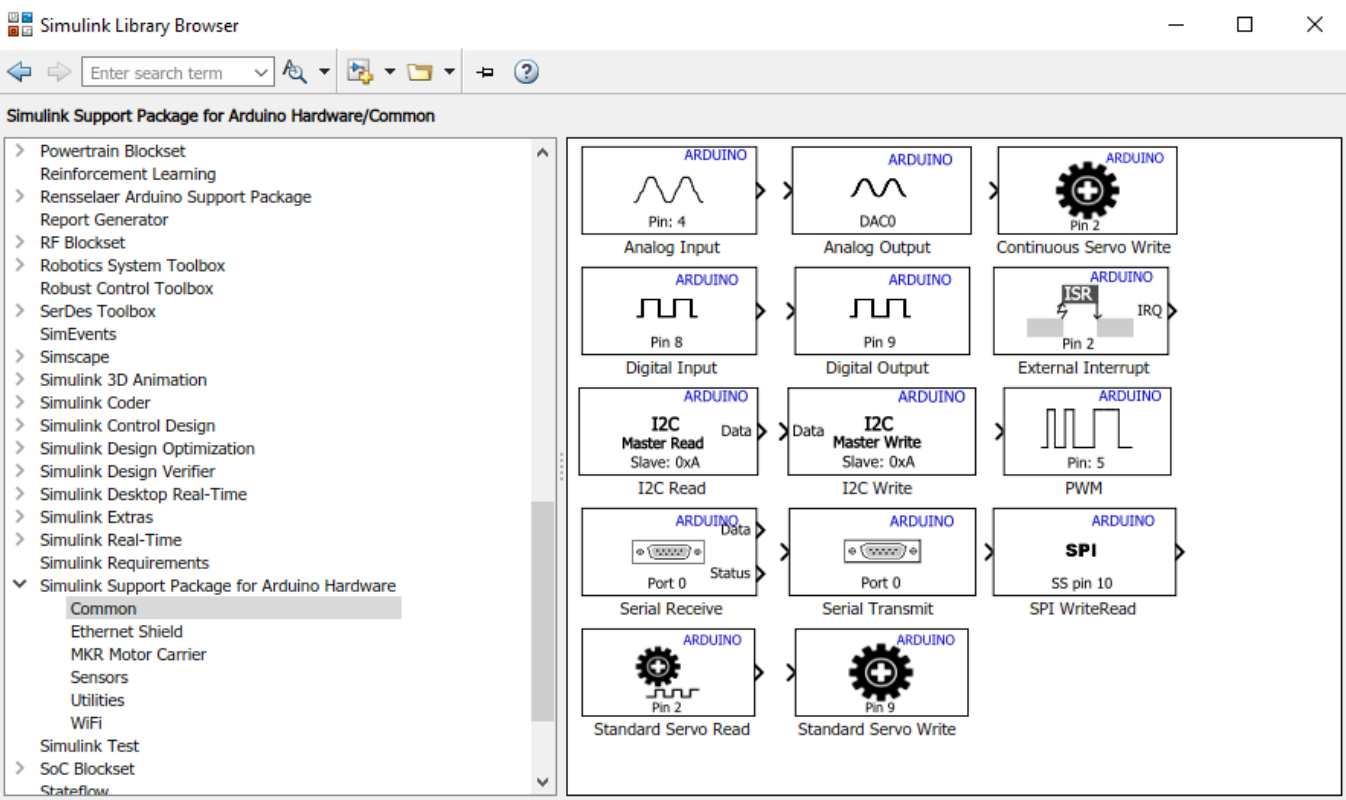 Simulink Library Browser
Enter search term
Simulink Support Package for Arduino Hardware/Common
Powertrain Blockset
Reinforcement Learning
Rensselaer Arduino Support Package
Report Generator
RF Blockset
Robotics System Toolbox
Robust Control Toolbox
SerDes Toolbox
SimEvents
Simscape
Simulink 3D Animation
Simulink Coder
Simulink Control Design
Simulink Design Optimization
Simulink Design Verifier
Simulink Desktop Real-Time
Simulink Extras
Simulink Real-Time
Simulink Requirements
Simulink Support Package for Arduino Hardware
Common
Ethernet Shield
MKR Motor Carrier
Sensors
Utilities
WiFi
Simulink Test
SoC Blockset
Stateflow
ARDUINO
Pin: 4
Analog Input
ARDUINO
DAC0
Analog Output
ARDUINO
Pin 2
Continuous Servo Write
ARDUINO
Pin 8
Digital Input
ARDUINO
Pin 9
Digital Output
ARDUINO
ISR
IRQ
Pin 2
External Interrupt
ARDUINO
I2C
Master Read
Data
Slave: 0xA
I2C Read
ARDUINO
Data
I2C
Master Write
Slave: 0xA
I2C Write
ARDUINO
Pin: 5
PWM
ARDUINO
Data
Status
Port 0
Serial Receive
ARDUINO
Port 0
Serial Transmit
ARDUINO
SPI
SS pin 10
SPI WriteRead
ARDUINO
Pin 2
Standard Servo Read
ARDUINO
Pin 9
Standard Servo Write